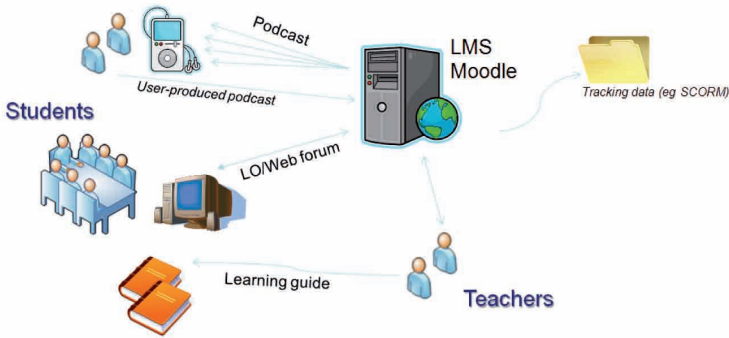 Podcast
LMS
Moodle
User-produced podcast
Tracking data (eg SCORM)
Students
LO/Web forum
Learning guide
Teachers